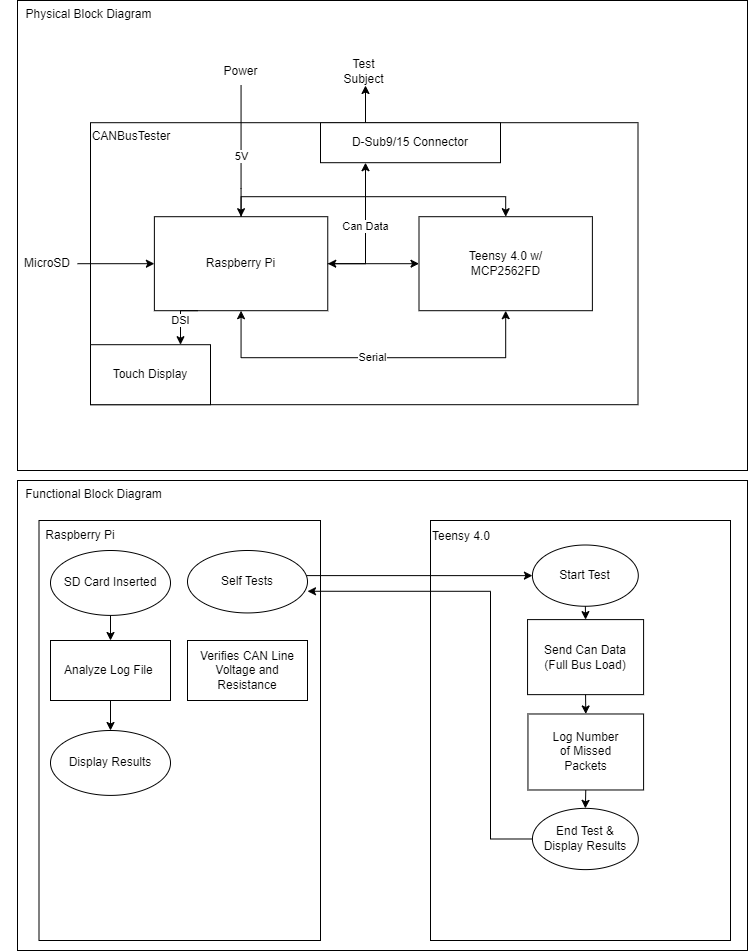 Physical Block Diagram
Power
Test
Subject
CANBusTester
D-Sub9/15 Connector
5V
Can Data
MicroSD
Raspberry Pi
Teensy 4.0 w/
MCP2562FD
DSI
Serial
Touch Display
Functional Block Diagram
Raspberry Pi
SD Card Inserted
Analyze Log File
Display Results
Self Tests
Verifies CAN Line
Voltage and
Resistance
Teensy 4.0
Start Test
Send Can Data
(Full Bus Load)
Log Number
of Missed
Packets
End Test &
Display Results